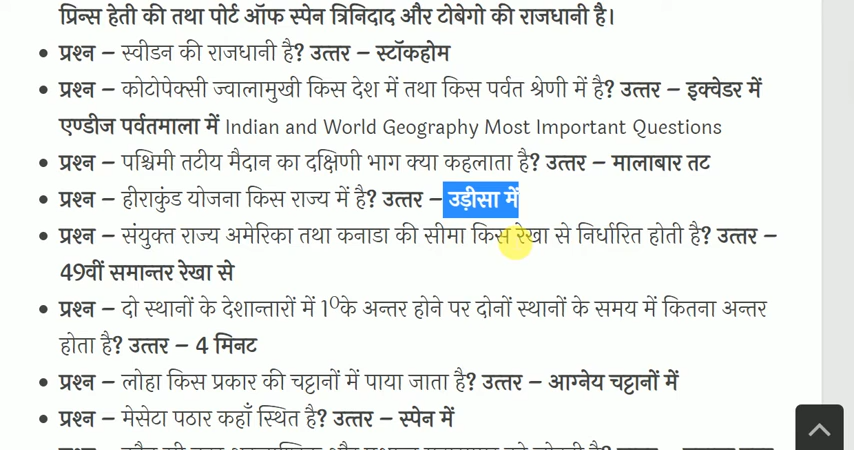 प्रिन्स हेती की तथा पोर्ट ऑफ स्पेन त्रिनिदाद और टोबेगो की राजधानी है।
प्रश्न – स्वीडन की राजधानी है? उत्तर – स्टॉकहोम
प्रश्न – कोटोपेक्सी ज्वालामुखी किस देश में तथा किस पर्वत श्रेणी में है? उत्तर – इक्वेडर में
एण्डीज पर्वतमाला में Indian and World Geography Most Important Questions
प्रश्न – पश्चिमी तटीय मैदान का दक्षिणी भाग क्या कहलाता है? उत्तर – मालाबार तट
प्रश्न – हीराकुंड योजना किस राज्य में है? उत्तर – उड़ीसा में
प्रश्न – संयुक्त राज्य अमेरिका तथा कनाडा की सीमा किस रेखा से निर्धारित होती है? उत्तर –
49वीं समान्तर रेखा से
प्रश्न – दो स्थानों के देशान्तारों में 1⁰के अन्तर होने पर दोनों स्थानों के समय में कितना अन्तर
होता है? उत्तर – 4 मिनट
प्रश्न – लोहा किस प्रकार की चट्टानों में पाया जाता है? उत्तर – आग्नेय चट्टानों में
प्रश्न – मेसेटा पठार कहाँ स्थित है? उत्तर – स्पेन में